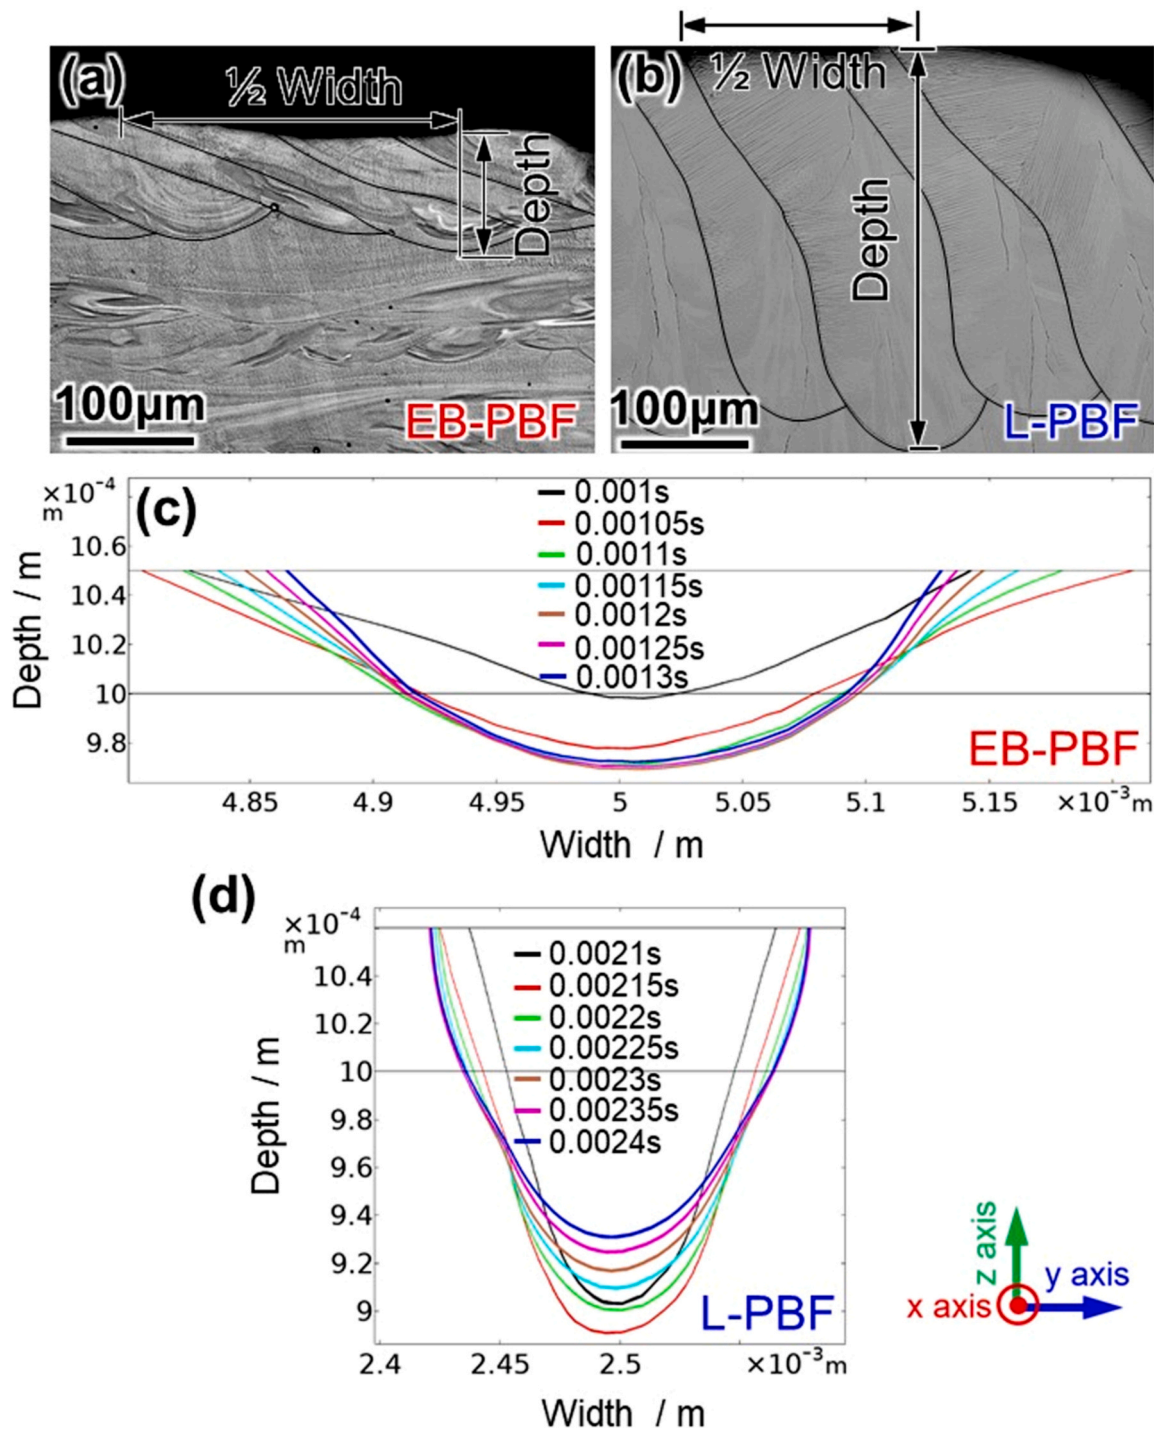 (a)
½ Width
Depth
100μm
EB-PBF
(b)
½ Width
Depth
100μm
L-PBF
(c)
×10⁻⁴
m
10.6
10.4
10.2
10
9.8
Depth / m
0.001s
0.00105s
0.0011s
0.00115s
0.0012s
0.00125s
0.0013s
EB-PBF
4.85 4.9 4.95 5 5.05 5.1 5.15 ×10⁻³m
Width / m
(d)
×10⁻⁴
m
10.4
10.2
10
9.8
9.6
9.4
9.2
9
Depth / m
0.0021s
0.00215s
0.0022s
0.00225s
0.0023s
0.00235s
0.0024s
L-PBF
2.4 2.45 2.5 ×10⁻³m
Width / m
z axis
y axis
x axis